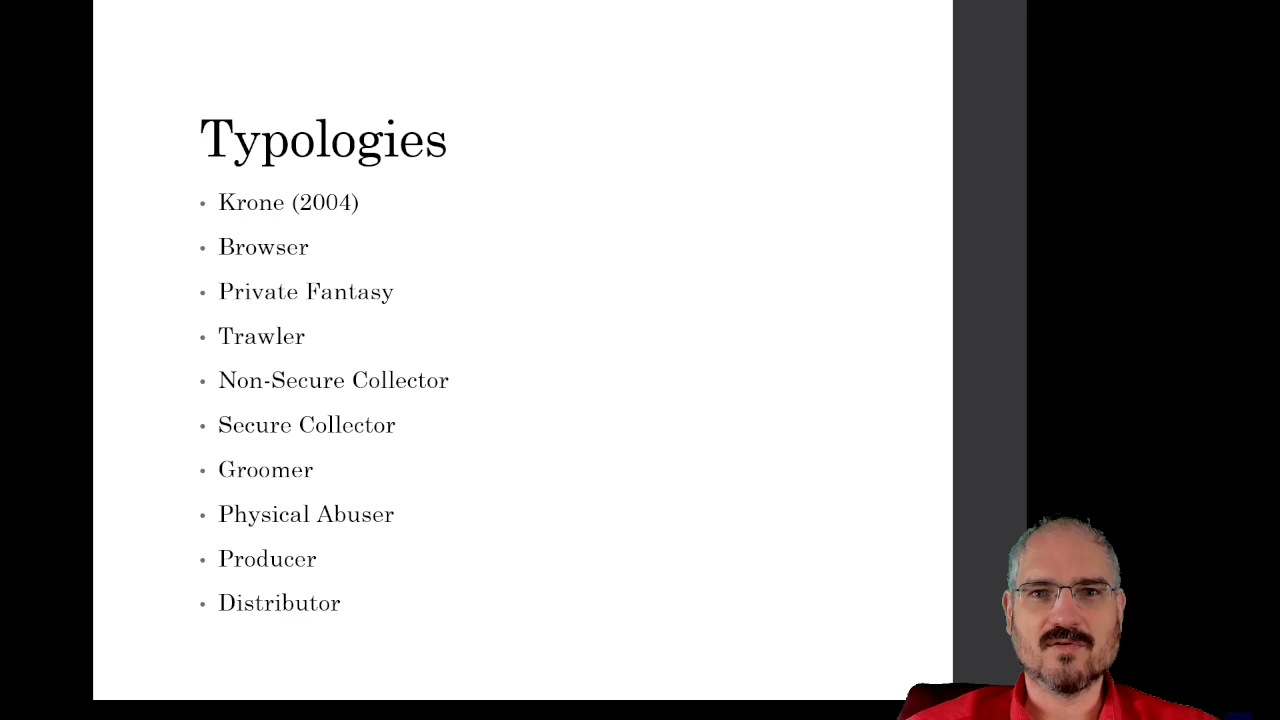 Typologies
• Krone (2004)
• Browser
• Private Fantasy
• Trawler
• Non-Secure Collector
• Secure Collector
• Groomer
• Physical Abuser
• Producer
• Distributor